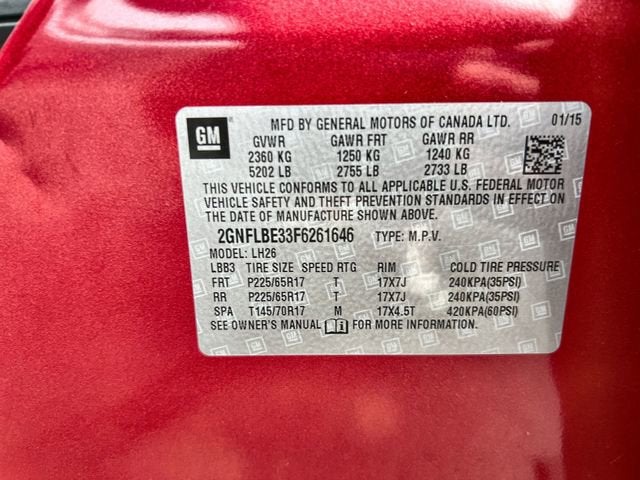 GM MFD BY GENERAL MOTORS OF CANADA LTD. 01/15
GVWR GAWR FRT GAWR RR
2360 KG 1250 KG 1240 KG
5202 LB 2755 LB 2733 LB
THIS VEHICLE CONFORMS TO ALL APPLICABLE U.S. FEDERAL MOTOR
VEHICLE SAFETY AND THEFT PREVENTION STANDARDS IN EFFECT ON
THE DATE OF MANUFACTURE SHOWN ABOVE.
2GNFLBE33F6261646 TYPE: M.P.V.
MODEL: LH26
LBB3 TIRE SIZE SPEED RTG RIM COLD TIRE PRESSURE
FRT P225/65R17 T 17X7J 240KPA(35PSI)
RR P225/65R17 T 17X7J 240KPA(35PSI)
SPA T145/70R17 M 17X4.5T 420KPA(60PSI)
SEE OWNER'S MANUAL FOR MORE INFORMATION.